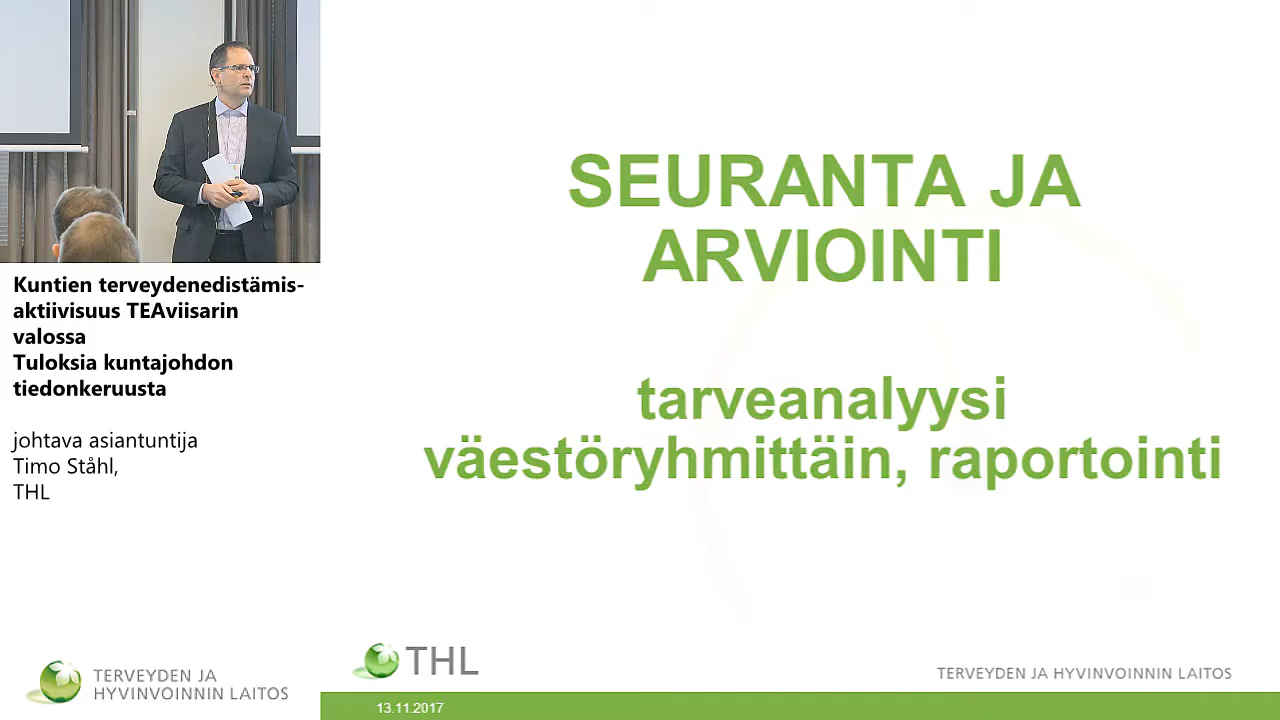 Kuntien terveydenedistämis-
aktiivisuus TEAviisarin
valossa
Tuloksia kuntajohdon
tiedonkeruusta
johtava asiantuntija
Timo Ståhl,
THL
TERVEYDEN JA
HYVINVOINNIN LAITOS
SEURANTA JA
ARVIOINTI
tarveanalyysi
väestöryhmittäin, raportointi
THL
TERVEYDEN JA HYVINVOINNIN LAITOS
13.11.2017